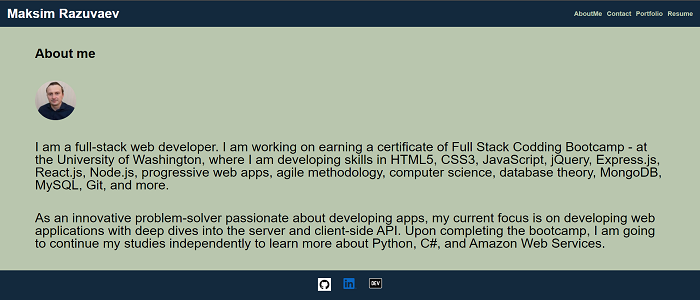 Maksim Razuvaev
AboutMe Contact Portfolio Resume
About me
I am a full-stack web developer. I am working on earning a certificate of Full Stack Codding Bootcamp - at
the University of Washington, where I am developing skills in HTML5, CSS3, JavaScript, jQuery, Express.js,
React.js, Node.js, progressive web apps, agile methodology, computer science, database theory, MongoDB,
MySQL, Git, and more.
As an innovative problem-solver passionate about developing apps, my current focus is on developing web
applications with deep dives into the server and client-side API. Upon completing the bootcamp, I am going
to continue my studies independently to learn more about Python, C#, and Amazon Web Services.
in DEV